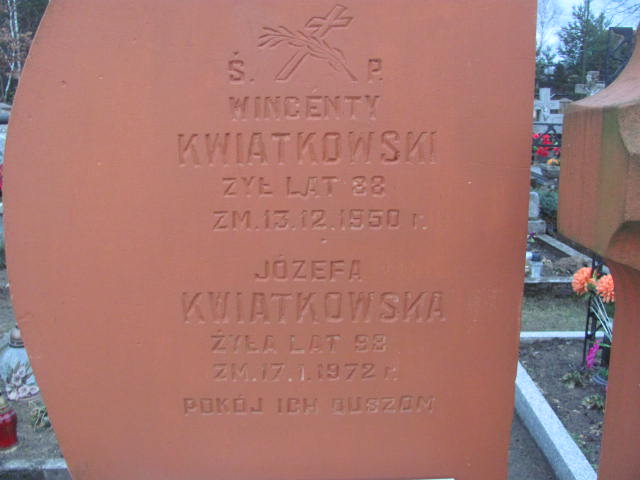 Ś. P.
WINCENTY
KWIATKOWSKI
ŻYŁ LAT 88
ZM. 13.12.1950 r.
JÓZEFA
KWIATKOWSKA
ŻYŁA LAT 98
ZM. 17.1.1972 r.
POKÓJ ICH DUSZOM